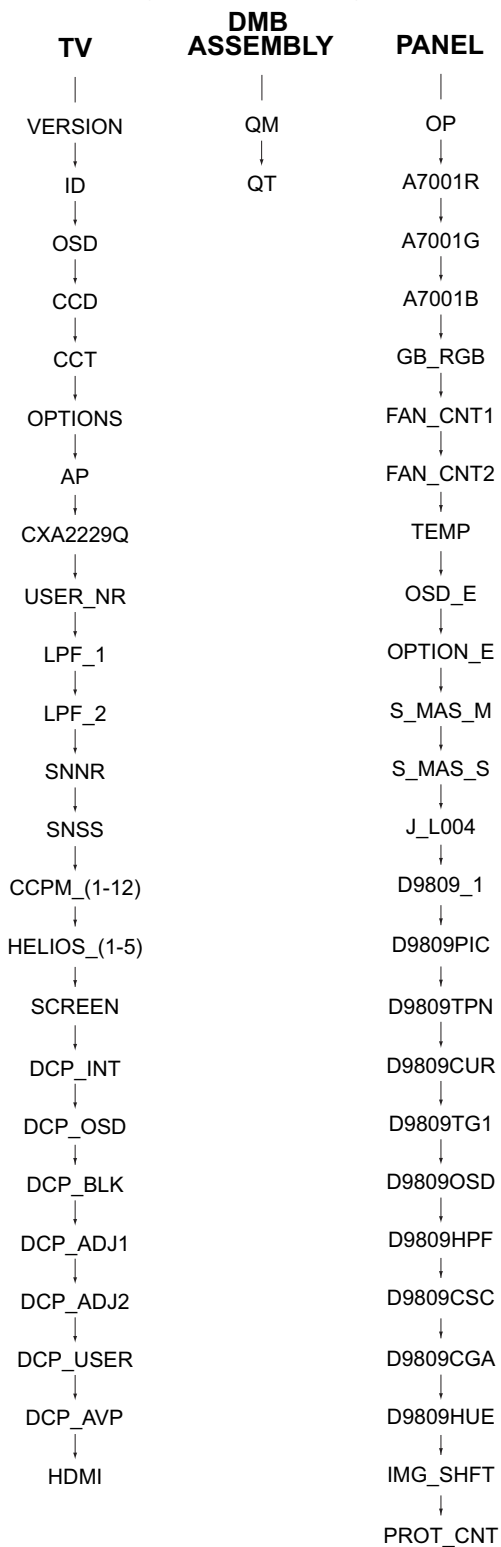 TV
VERSION
ID
OSD
CCD
CCT
OPTIONS
AP
CXA2229Q
USER_NR
LPF_1
LPF_2
SNNR
SNSS
CCPM_(1-12)
HELIOS_(1-5)
SCREEN
DCP_INT
DCP_OSD
DCP_BLK
DCP_ADJ1
DCP_ADJ2
DCP_USER
DCP_AVP
HDMI
DMB
ASSEMBLY
QM
QT
PANEL
OP
A7001R
A7001G
A7001B
GB_RGB
FAN_CNT1
FAN_CNT2
TEMP
OSD_E
OPTION_E
S_MAS_M
S_MAS_S
J_L004
D9809_1
D9809PIC
D9809TPN
D9809CUR
D9809TG1
D9809OSD
D9809HPF
D9809CSC
D9809CGA
D9809HUE
IMG_SHFT
PROT_CNT